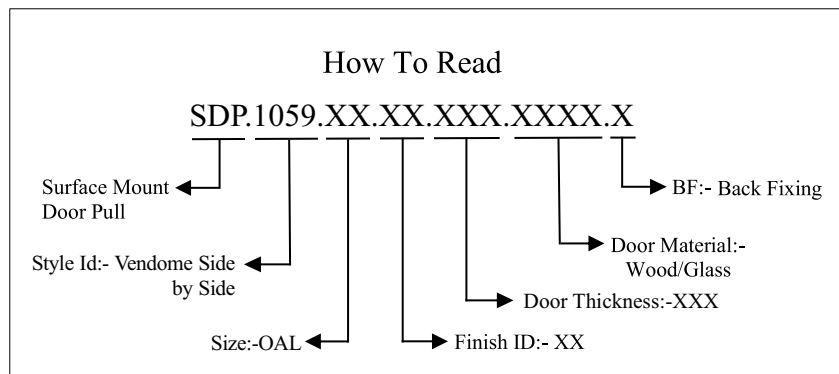 How To Read
SDP.1059.XX.XX.XXX.XXXX.X
Surface Mount
Door Pull
BF:- Back Fixing
Style Id:- Vendome Side
by Side
Door Material:-
Wood/Glass
Door Thickness:-XXX
Size:-OAL
Finish ID:- XX